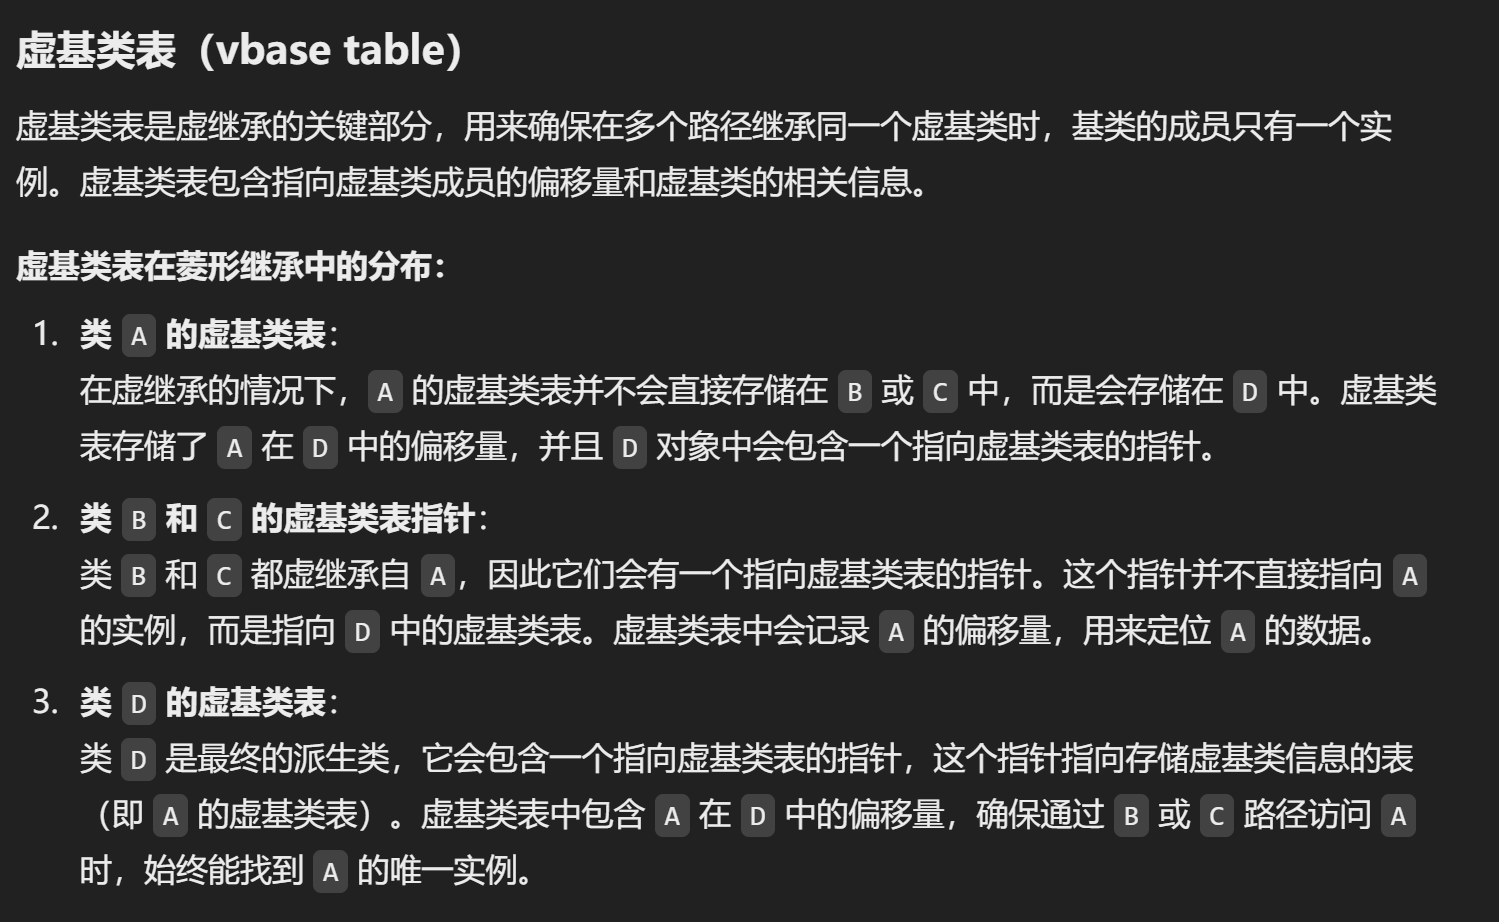 虚基类表（vbase table）
虚基类表是虚继承的关键部分，用来确保在多个路径继承同一个虚基类时，基类的成员只有一个实
例。虚基类表包含指向虚基类成员的偏移量和虚基类的相关信息。
虚基类表在菱形继承中的分布：
1. 类 A 的虚基类表：
在虚继承的情况下， A 的虚基类表并不会直接存储在 B 或 C 中，而是会存储在 D 中。虚基类
表存储了 A 在 D 中的偏移量，并且 D 对象中会包含一个指向虚基类表的指针。
2. 类 B 和 C 的虚基类表指针：
类 B 和 C 都虚继承自 A，因此它们会有一个指向虚基类表的指针。这个指针并不直接指向 A
的实例，而是指向 D 中的虚基类表。虚基类表中会记录 A 的偏移量，用来定位 A 的数据。
3. 类 D 的虚基类表：
类 D 是最终的派生类，它会包含一个指向虚基类表的指针，这个指针指向存储虚基类信息的表
（即 A 的虚基类表）。虚基类表中包含 A 在 D 中的偏移量，确保通过 B 或 C 路径访问 A
时，始终能找到 A 的唯一实例。